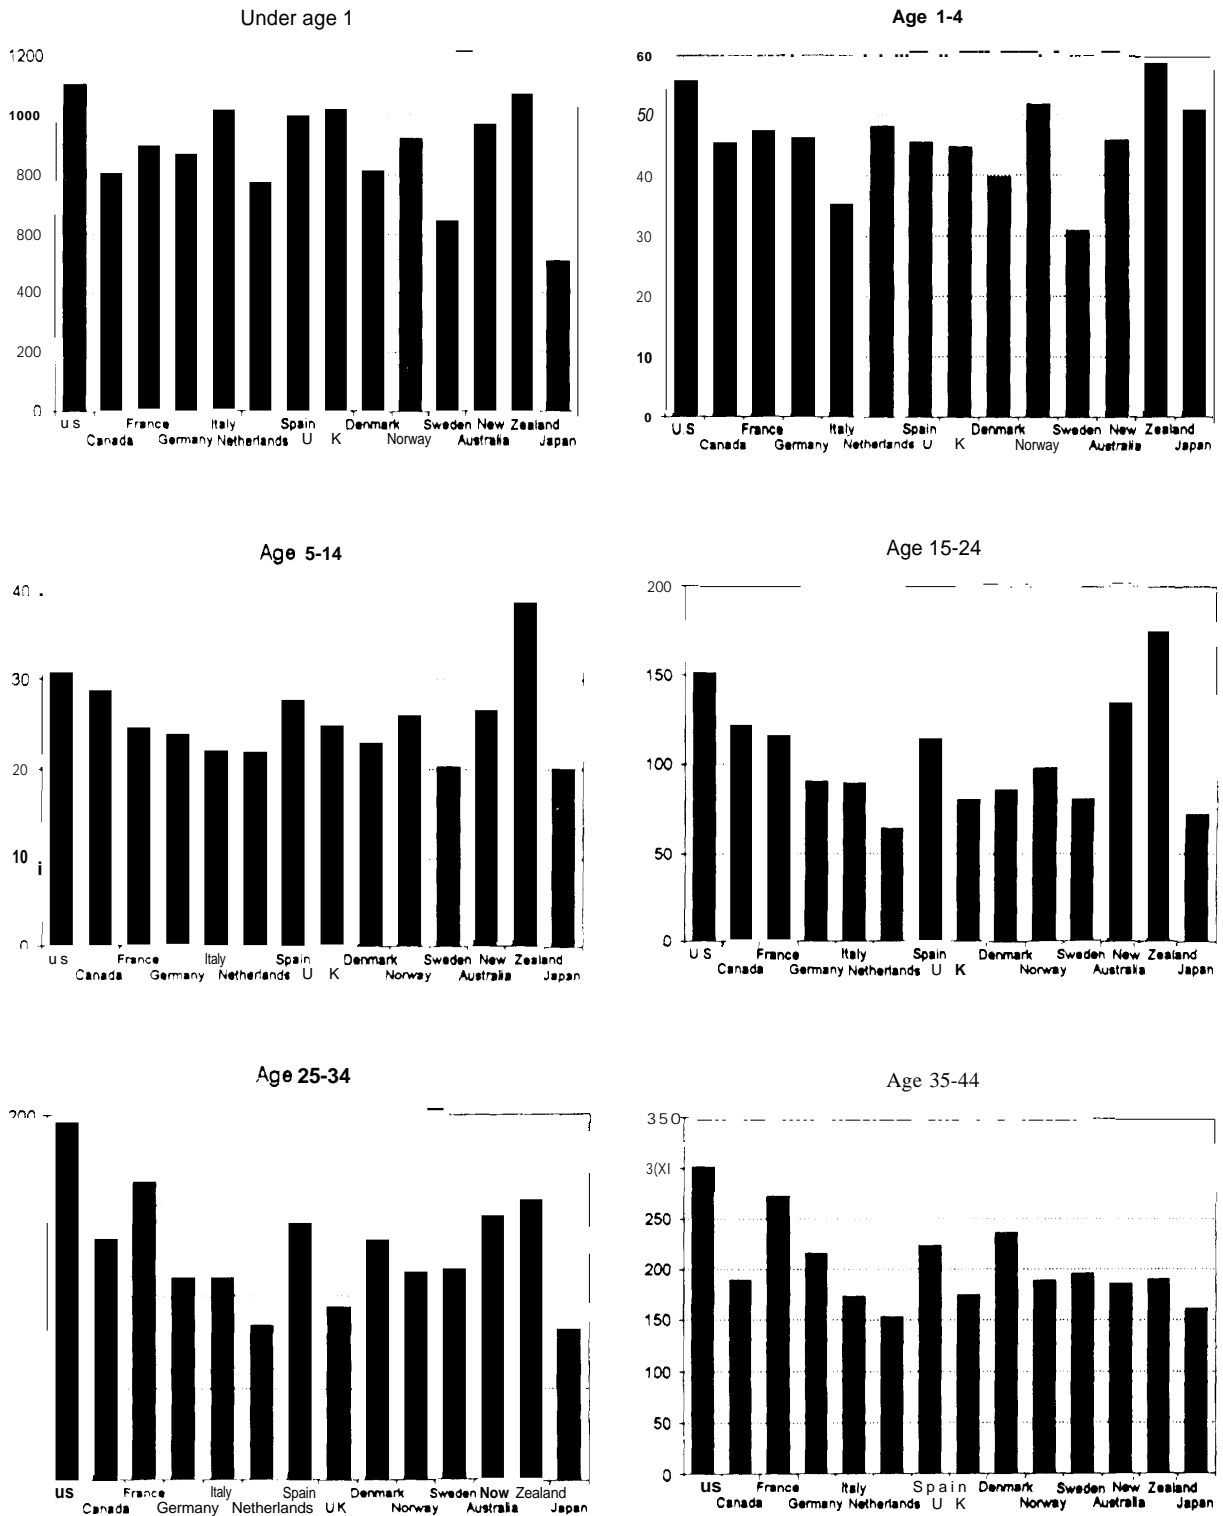 Under age 1
1200
1000
800
800
400
200
0
U S France Italy Spain Denmark Sweden New Zealand
Canada Germany Netherlands U K Norway Australia Japan
Age 1-4
60
50
40
30
20
10
0
U.S France Italy Spain Denmark Sweden New Zealand
Canada Germany Netherlands U K Norway Australia Japan
Age 5-14
40
30
20
10
0
U S France Italy Spain Denmark Sweden New Zealand
Canada Germany Netherlands U K Norway Australia Japan
Age 15-24
200
150
100
50
0
U S France Italy Spain Denmark Sweden New Zealand
Canada Germany Netherlands U K Norway Australia Japan
Age 25-34
200
us France Italy Spain Denmark Sweden Now Zealand
Canada Germany Netherlands UK Norway Australia Japan
Age 35-44
350
3(XI
250
200
150
100
50
0
us France Italy Spain Denmark Sweden New Zealand
Canada Germany Netherlands U K Norway Australia Japan